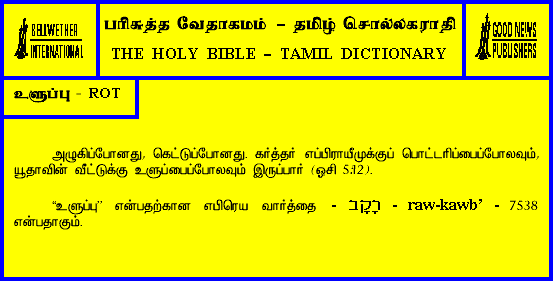 BELLWETHER
INTERNATIONAL
பரிசுத்த வேதாகமம் – தமிழ் சொல்லகராதி
THE HOLY BIBLE – TAMIL DICTIONARY
GOOD NEWS
PUBLISHERS
உளுப்பு - ROT
அழுகிப்போனது, கெட்டுப்போனது. கர்த்தர் எப்பிராயீமுக்குப் பொட்டரிப்பைப்போலவும்,
யூதாவின் வீட்டுக்கு உளுப்பைப்போலவும் இருப்பார் (ஓசி 5:12).
“உளுப்பு” என்பதற்கான எபிரெய வார்த்தை - רָקָב - raw-kawb’ - 7538
என்பதாகும்.